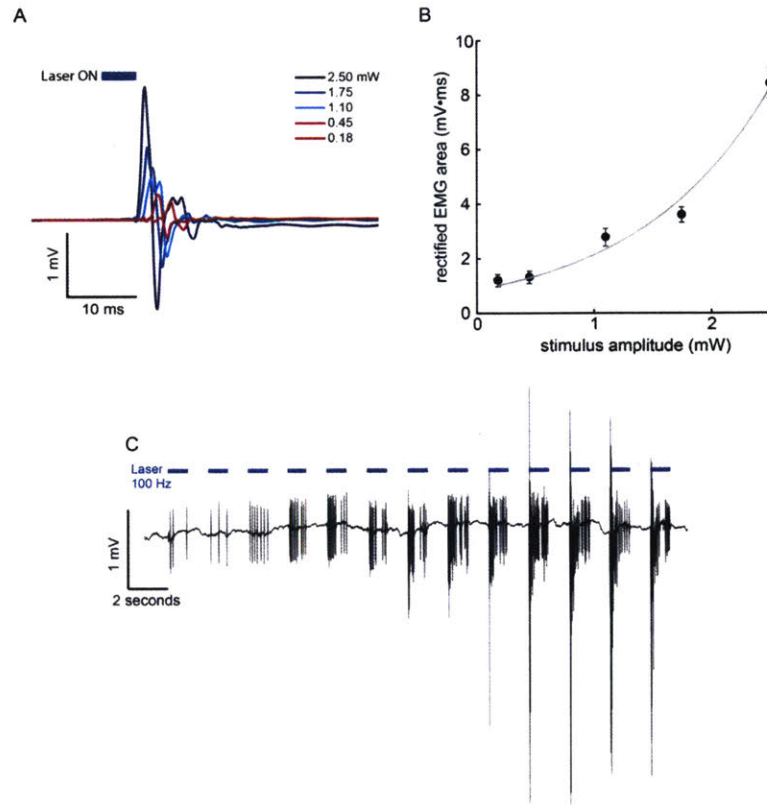 A
Laser ON
2.50 mW
1.75
1.10
0.45
0.18
1 mV
10 ms
B
10
8
6
4
2
0
rectified EMG area (mV•ms)
0
1
2
stimulus amplitude (mW)
C
Laser
100 Hz
1 mV
2 seconds